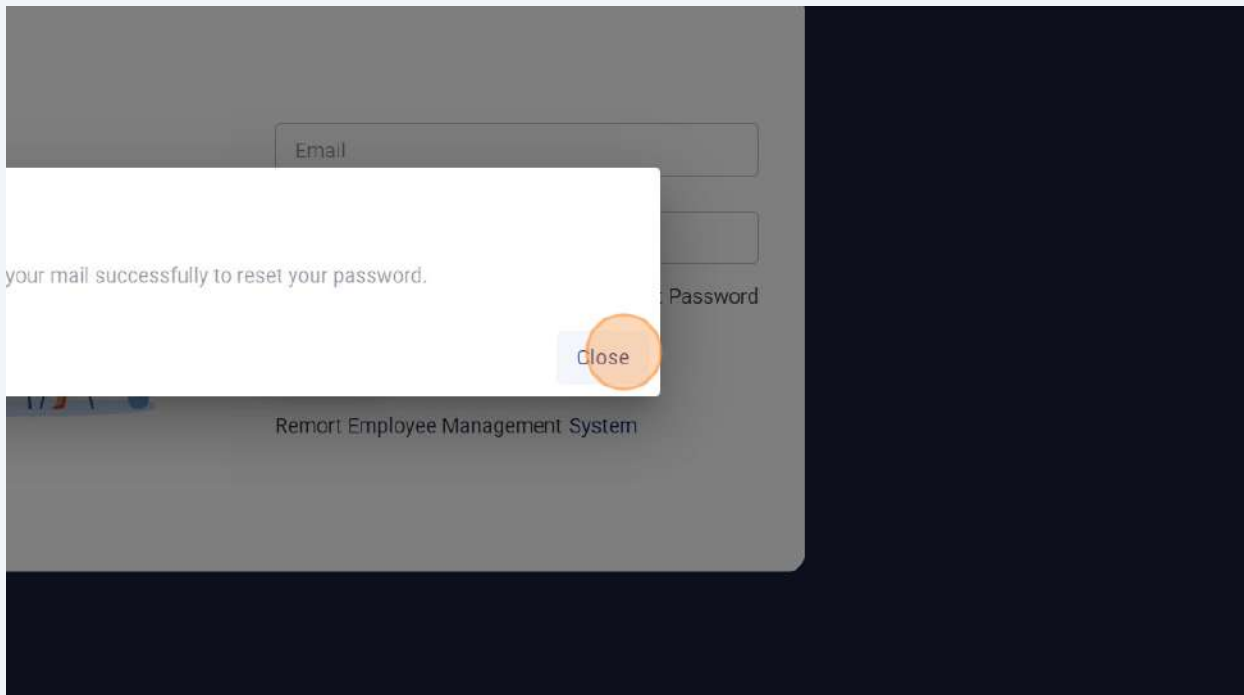 Email
your mail successfully to reset your password.
Password
Close
Remort Employee Management System